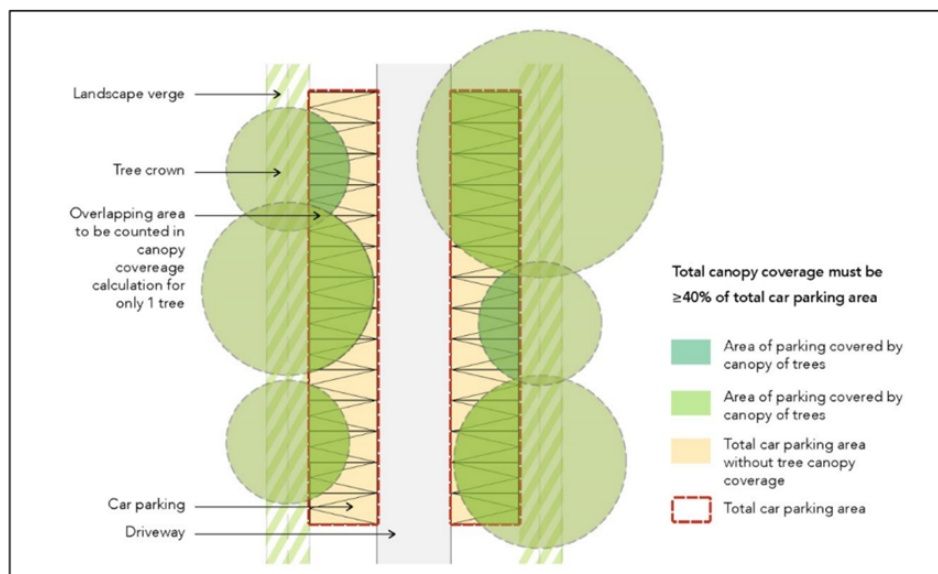 Landscape verge
Tree crown
Overlapping area
to be counted in
canopy
covereage
calculation for
only 1 tree
Car parking
Driveway
Total canopy coverage must be
≥40% of total car parking area
Area of parking covered by
canopy of trees
Area of parking covered by
canopy of trees
Total car parking area
without tree canopy
coverage
Total car parking area